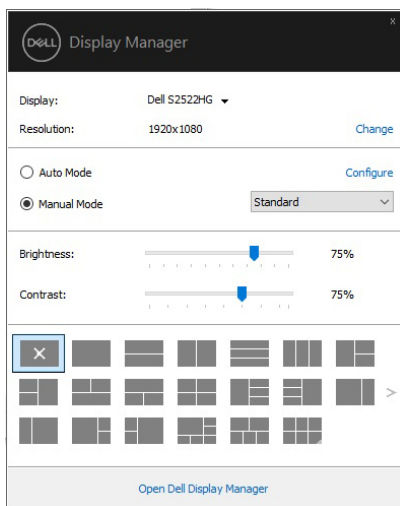 x
DELL Display Manager
Display: Dell S2522HG
Resolution: 1920x1080 Change
Auto Mode Configure
Manual Mode Standard
Brightness: 75%
Contrast: 75%
>
Open Dell Display Manager